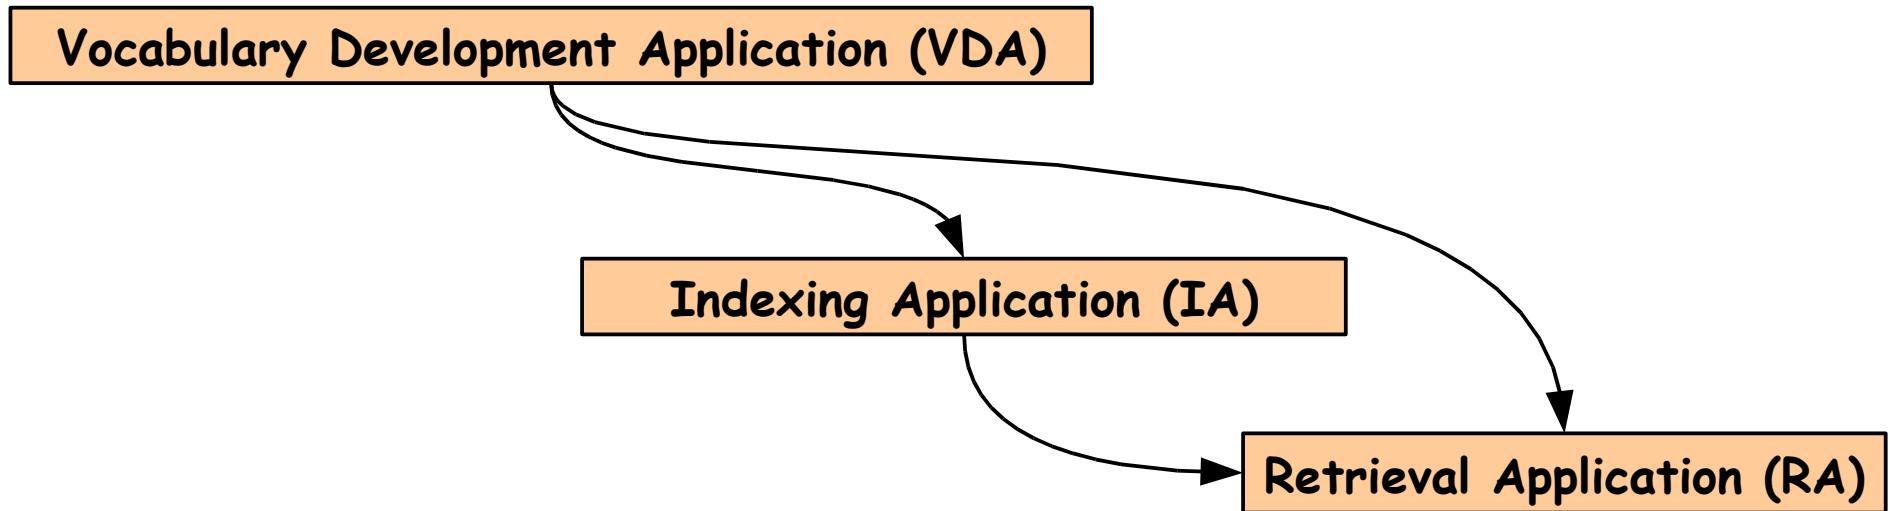 Vocabulary Development Application (VDA)
Indexing Application (IA)
Retrieval Application (RA)